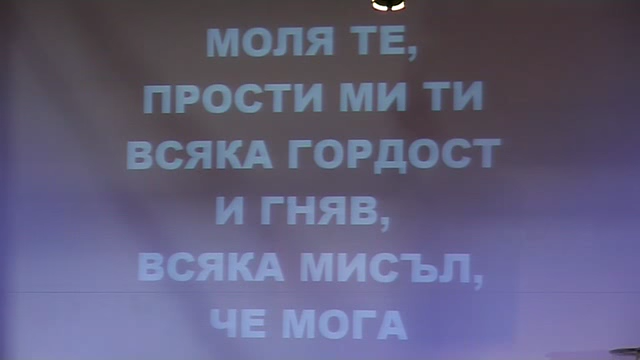 МОЛЯ ТЕ,
ПРОСТИ МИ ТИ
ВСЯКА ГОРДОСТ
И ГНЯВ,
ВСЯКА МИСЪЛ,
ЧЕ МОГА